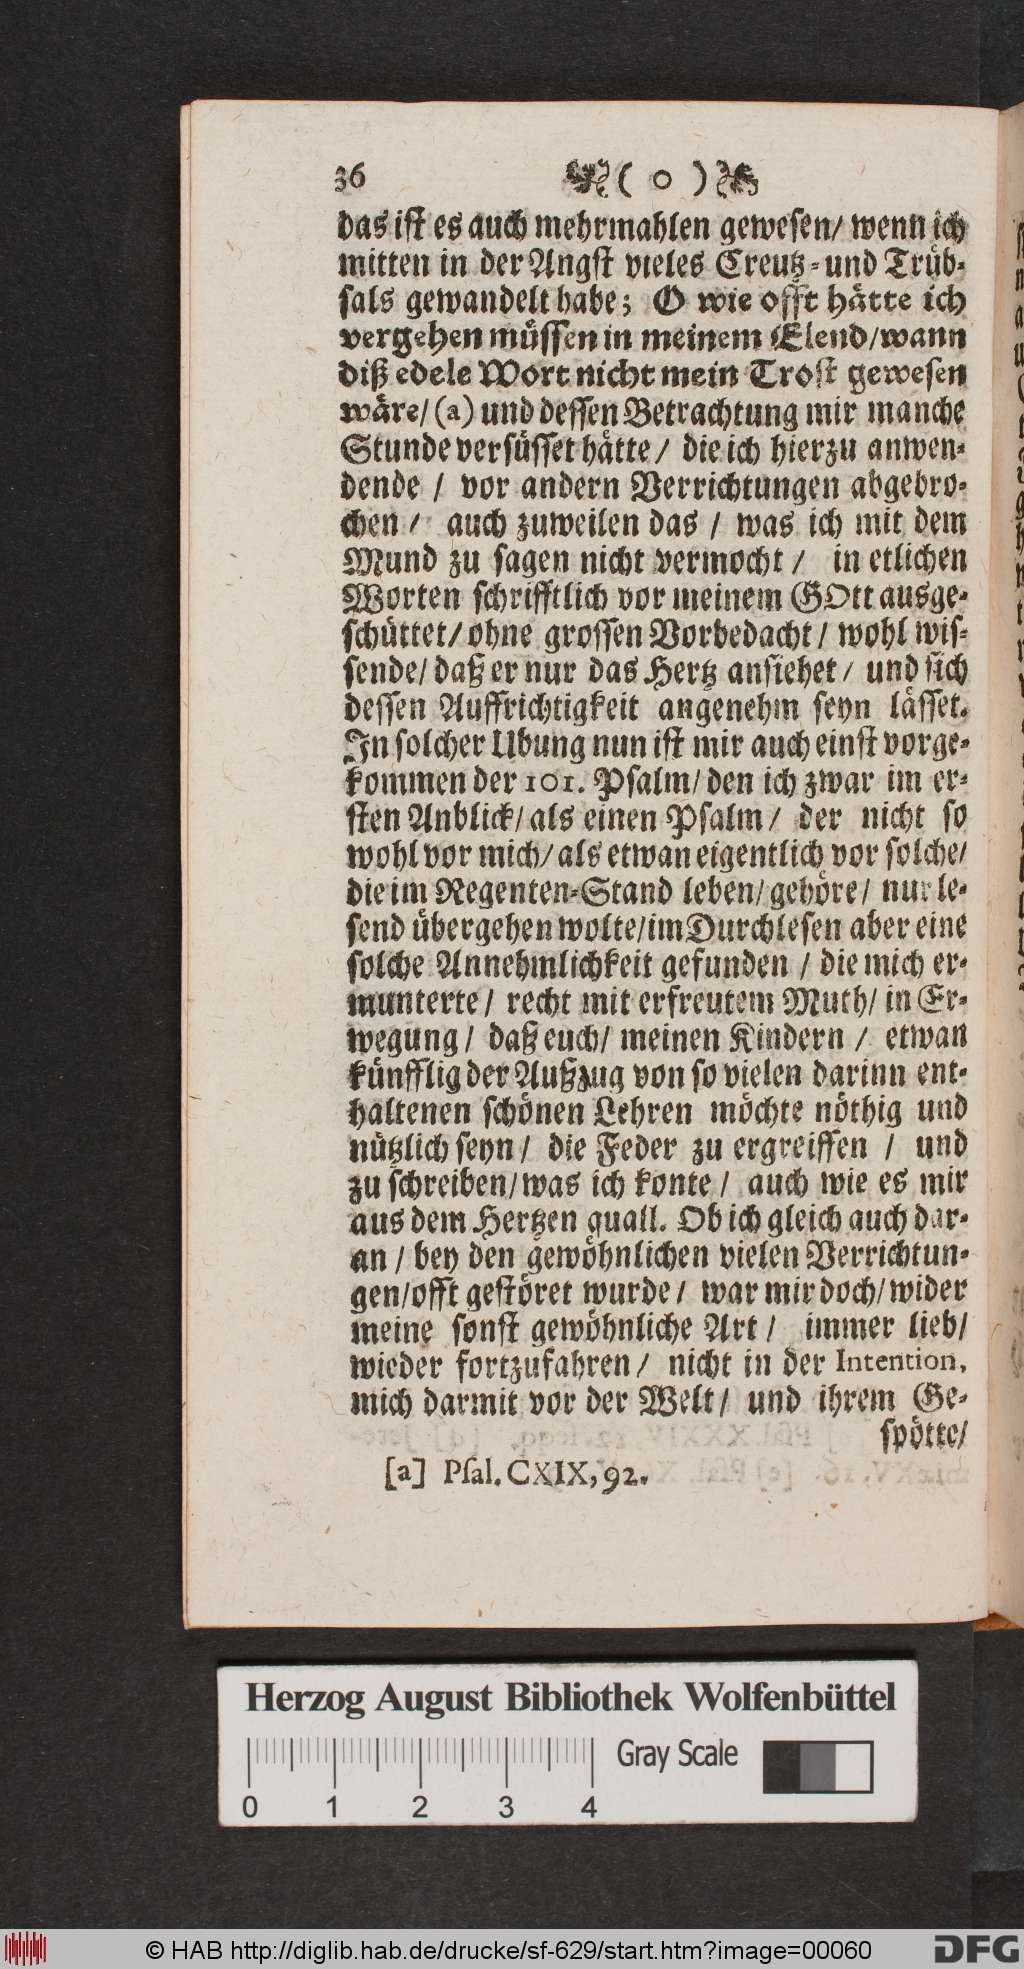 36 ( o )
das ist es auch mehrmahlen gewesen/ wenn ich
mitten in der Angst vieles Creutz-und Trüb-
sals gewandelt habe; O wie offt hätte ich
vergehen müssen in meinem Elend/wann
diß edele Wort nicht mein Trost gewesen
wäre/ (a) und dessen Betrachtung mir manche
Stunde versüsset hätte/ die ich hierzu anwen-
dende / vor andern Verrichtungen abgebro-
chen / auch zuweilen das / was ich mit dem
Mund zu sagen nicht vermocht / in etlichen
Worten schrifftlich vor meinem GOtt ausge-
schüttet/ ohne grossen Vorbedacht/ wohl wis-
sende/ daß er nur das Hertz ansiehet/ und sich
dessen Auffrichtigkeit angenehm seyn lässet.
In solcher Ubung nun ist mir auch einst vorge-
kommen der 101. Psalm/ den ich zwar im er-
sten Anblick/ als einen Psalm/ der nicht so
wohl vor mich/ als etwan eigentlich vor solche/
die im Regenten-Stand leben/ gehöre/ nur le-
send übergehen wolte/im Durchlesen aber eine
solche Annehmlichkeit gefunden / die mich er-
munterte/ recht mit erfreutem Muth/ in Er-
wegung/ daß euch/ meinen Kindern / etwan
künfflig der Außzug von so vielen darinn ent-
haltenen schönen Lehren möchte nöthig und
nützlich seyn/ die Feder zu ergreiffen / und
zu schreiben/ was ich konte/ auch wie es mir
aus dem Hertzen quall. Ob ich gleich auch dar-
an / bey den gewöhnlichen vielen Verrichtun-
gen/offt gestöret wurde/ war mir doch/ wider
meine sonst gewöhnliche Art/ immer lieb/
wieder fortzufahren/ nicht in der Intention,
mich darmit vor der Welt/ und ihrem Ge-
spötte/
[a] Psal. CXIX, 92.
Herzog August Bibliothek Wolfenbüttel
Gray Scale
0 1 2 3 4
© HAB http://diglib.hab.de/drucke/sf-629/start.htm?image=00060
DFG